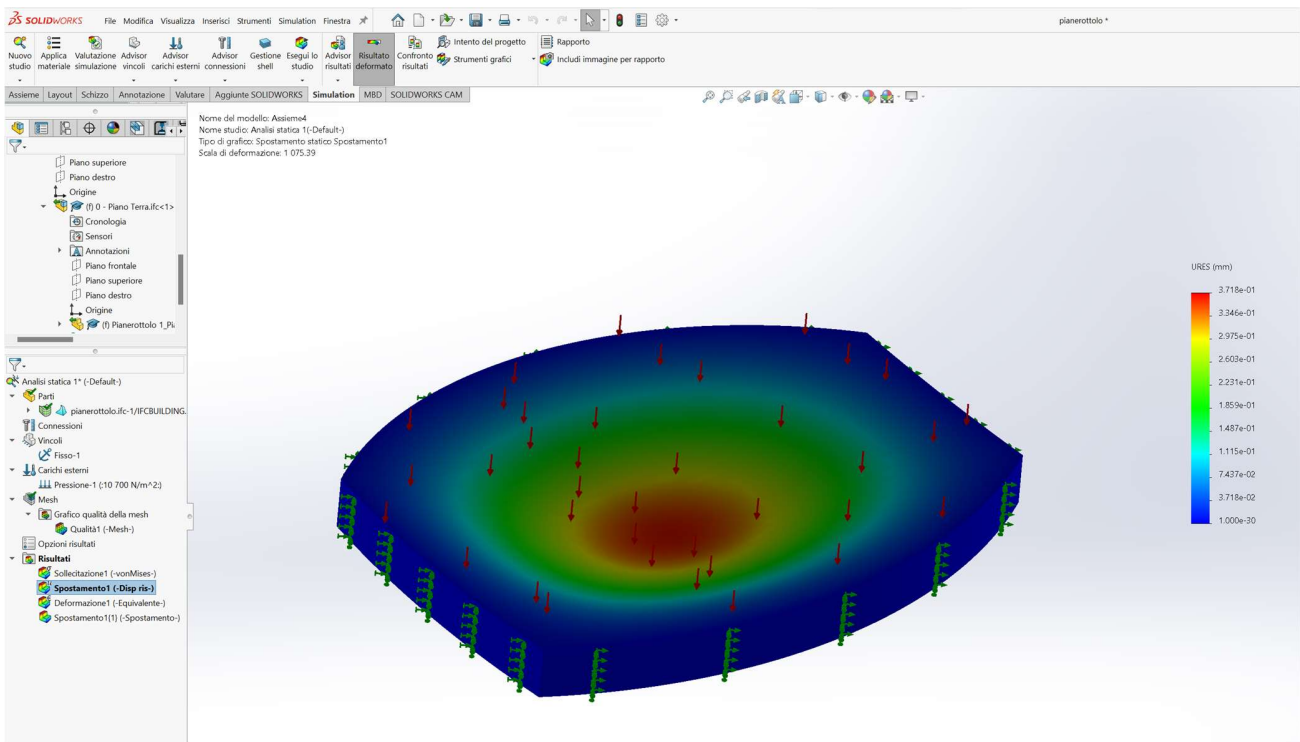 SOLIDWORKS File Modifica Visualizza Inserisci Strumenti Simulation Finestra
pianerottolo *
Nuovo studio
Applica materiale
Valutazione simulazione
Advisor vincoli
Advisor carichi esterni
Advisor connessioni
Gestione shell
Esegui lo studio
Advisor risultati
Risultato deformato
Confronto risultati
Intento del progetto
Strumenti grafici
Rapporto
Includi immagine per rapporto
Assieme Layout Schizzo Annotazione Valutare Aggiunte SOLIDWORKS Simulation MBD SOLIDWORKS CAM
Nome del modello: Assieme4
Nome studio: Analisi statica 1(-Default-)
Tipo di grafico: Spostamento statico Spostamento1
Scala di deformazione: 1 075.39
Piano superiore
Piano destro
Origine
(f) 0 - Piano Terra.ifc<1>
Cronologia
Sensori
Annotazioni
Piano frontale
Piano superiore
Piano destro
Origine
(f) Pianerottolo 1_Pi
Analisi statica 1* (-Default-)
Parti
pianerottolo.ifc-1/IFCBUILDING.
Connessioni
Vincoli
Fisso-1
Carichi esterni
Pressione-1 (:10 700 N/m^2:)
Mesh
Grafico qualità della mesh
Qualità1 (-Mesh-)
Opzioni risultati
Risultati
Sollecitazione1 (-vonMises-)
Spostamento1 (-Disp ris-)
Deformazione1 (-Equivalente-)
Spostamento1(1) (-Spostamento-)
URES (mm)
3.718e-01
3.346e-01
2.975e-01
2.603e-01
2.231e-01
1.859e-01
1.487e-01
1.115e-01
7.437e-02
3.718e-02
1.000e-30